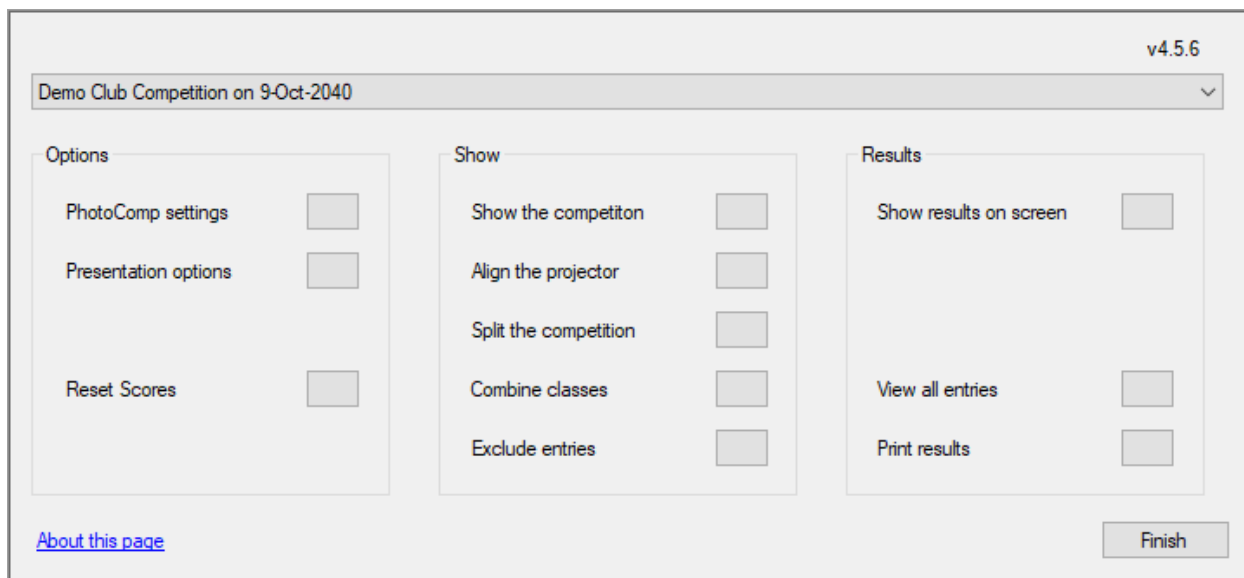 v4.5.6
Demo Club Competition on 9-Oct-2040
Options
PhotoComp settings
Presentation options
Reset Scores
Show
Show the competiton
Align the projector
Split the competition
Combine classes
Exclude entries
Results
Show results on screen
View all entries
Print results
About this page
Finish